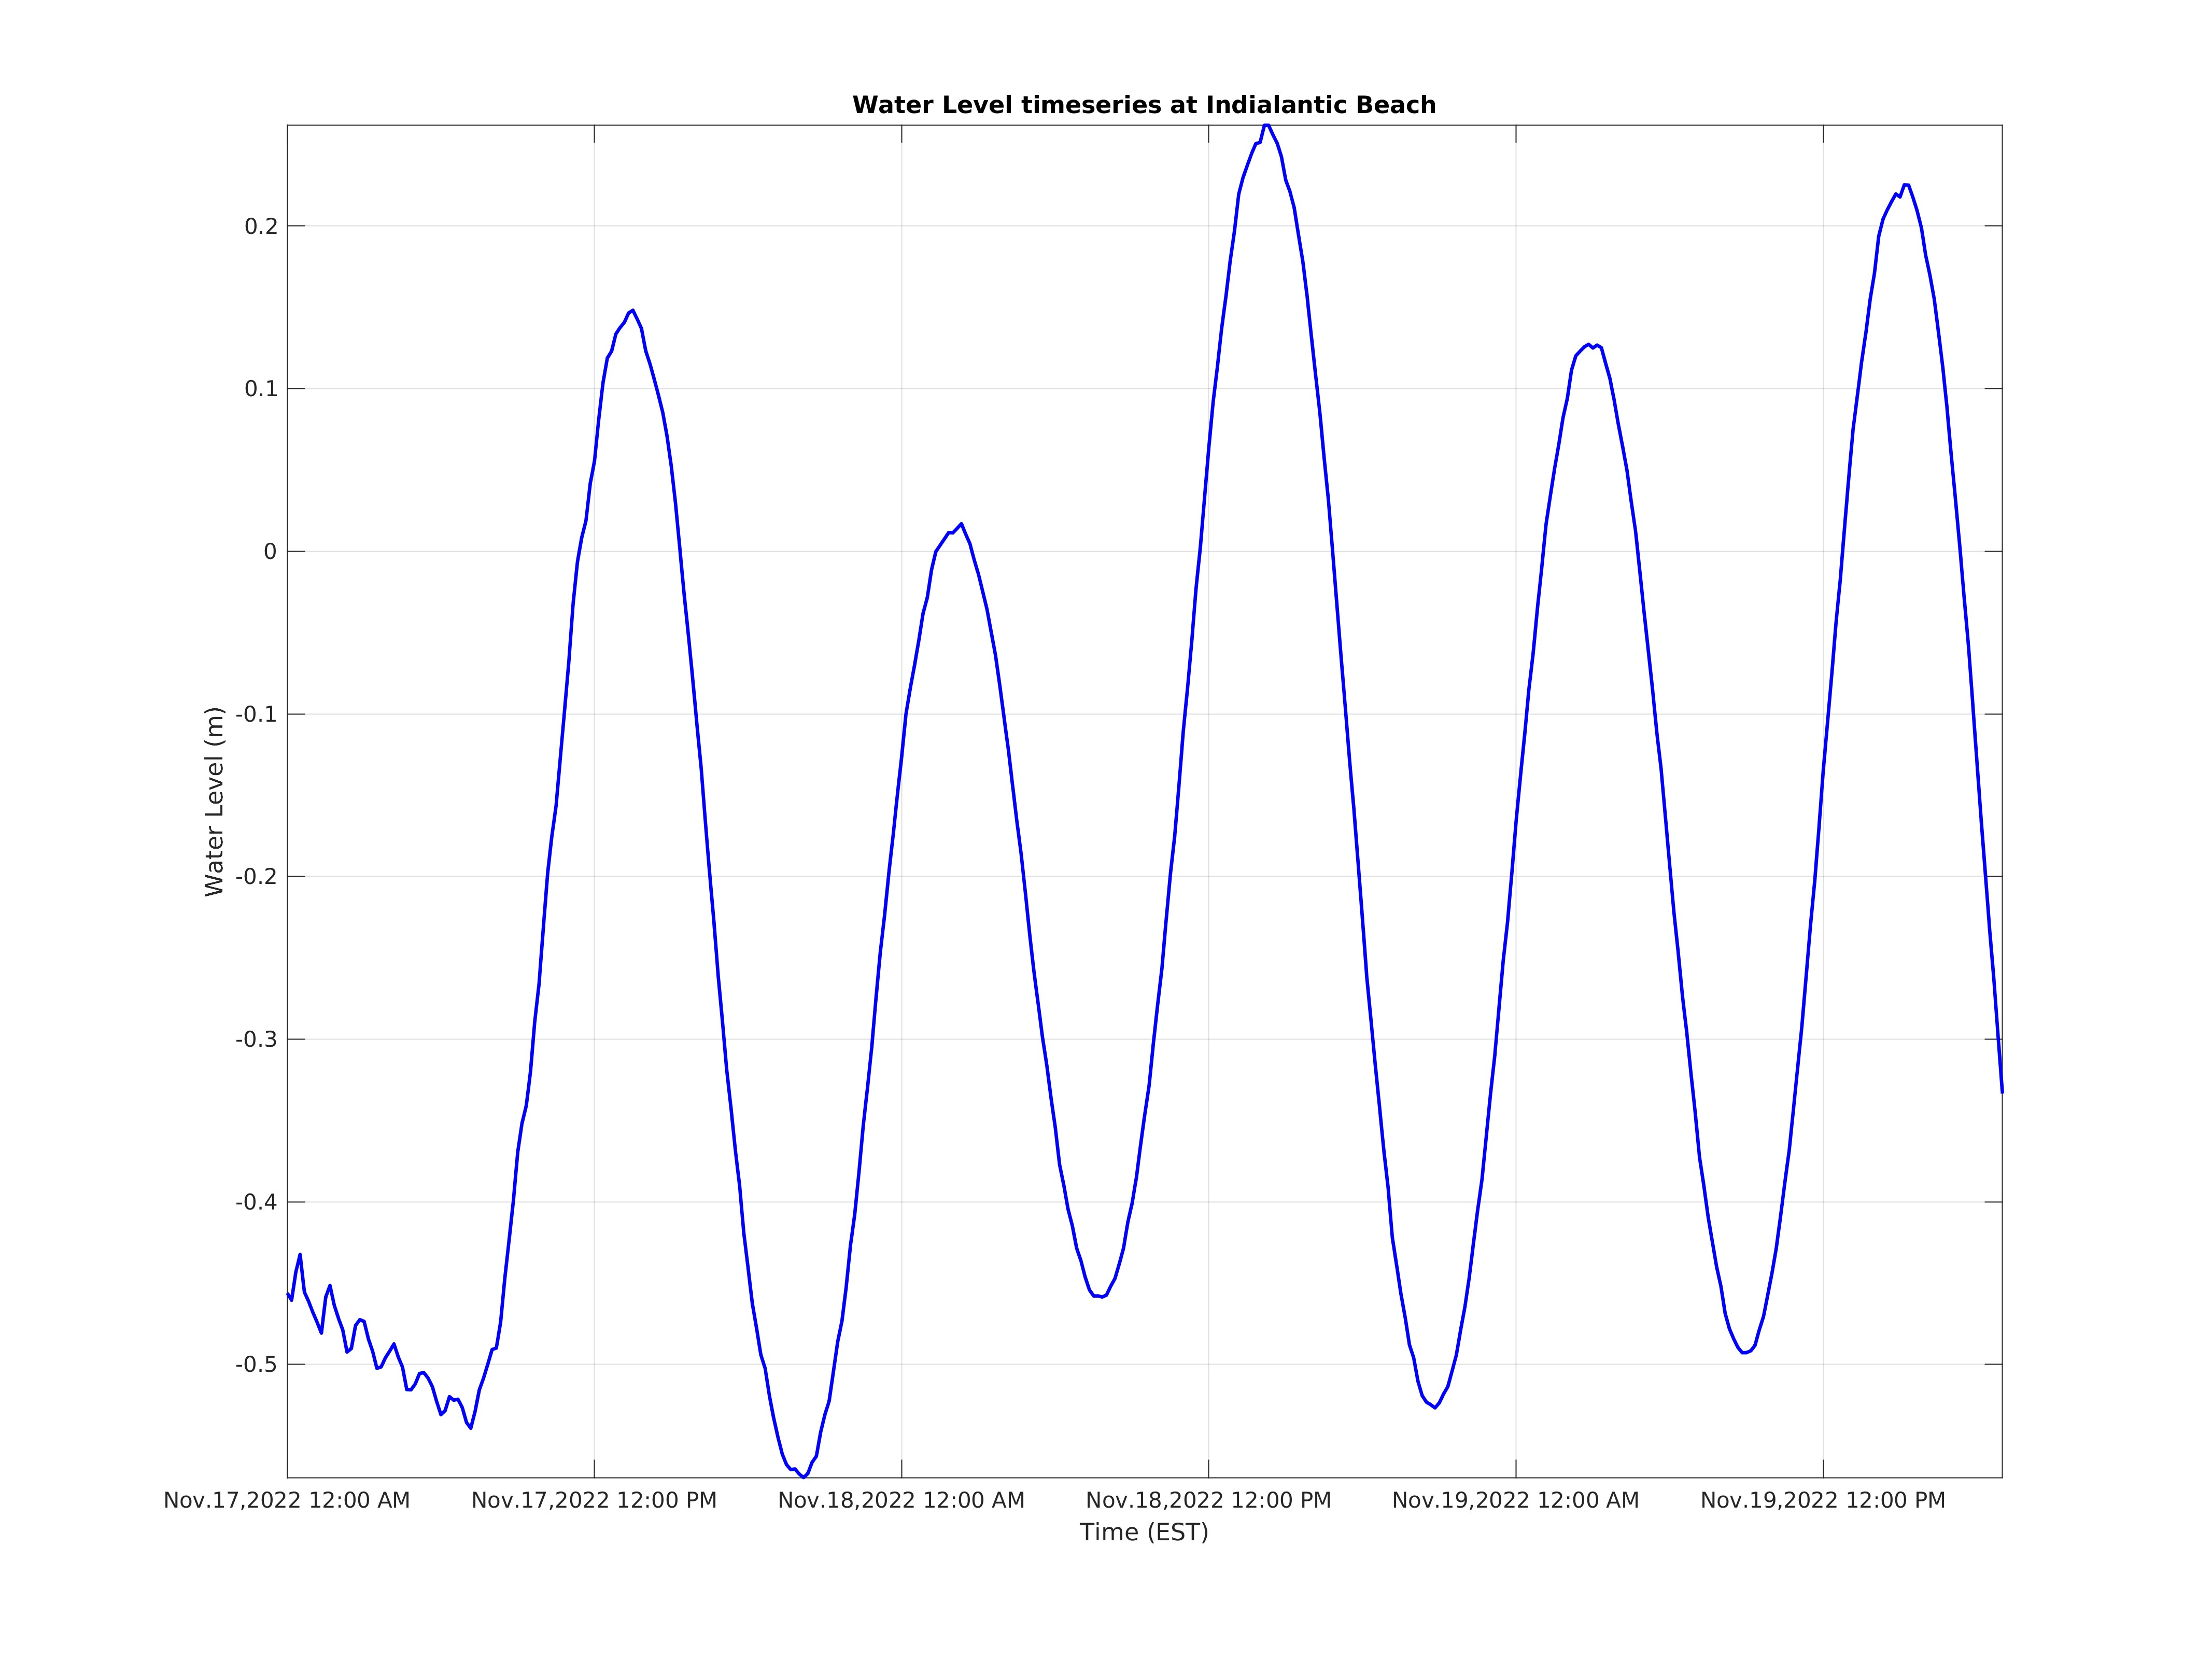 Water Level timeseries at Indialantic Beach
0.2
0.1
0
-0.1
-0.2
-0.3
-0.4
-0.5
Water Level (m)
Nov.17,2022 12:00 AM Nov.17,2022 12:00 PM Nov.18,2022 12:00 AM Nov.18,2022 12:00 PM Nov.19,2022 12:00 AM Nov.19,2022 12:00 PM
Time (EST)